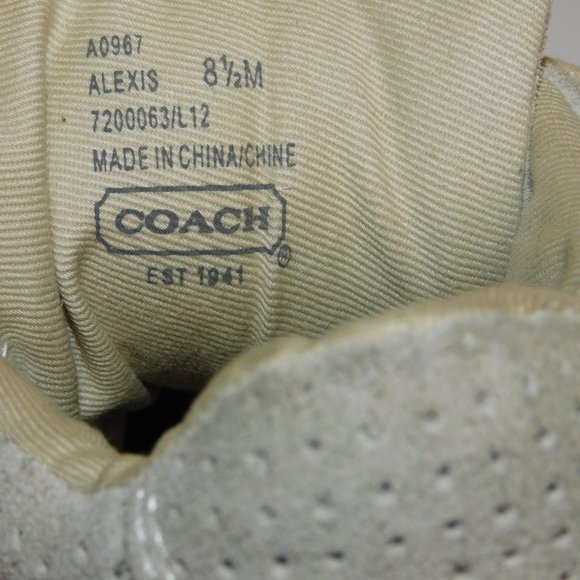 A0967
ALEXIS 8½M
7200063/L12
MADE IN CHINA/CHINE
COACH®
EST 1941